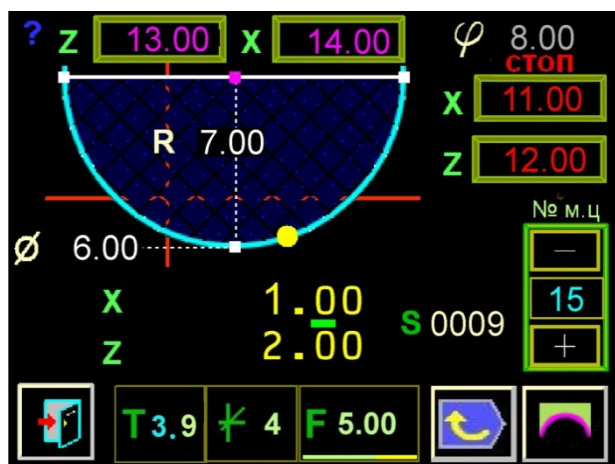 ? Z 13.00 X 14.00 φ 8.00
стоп
X 11.00
R 7.00
Z 12.00
№ м.ц
Ø 6.00
−
X 1.00
15
S 0009
Z 2.00
+
T 3.9 4 F 5.00